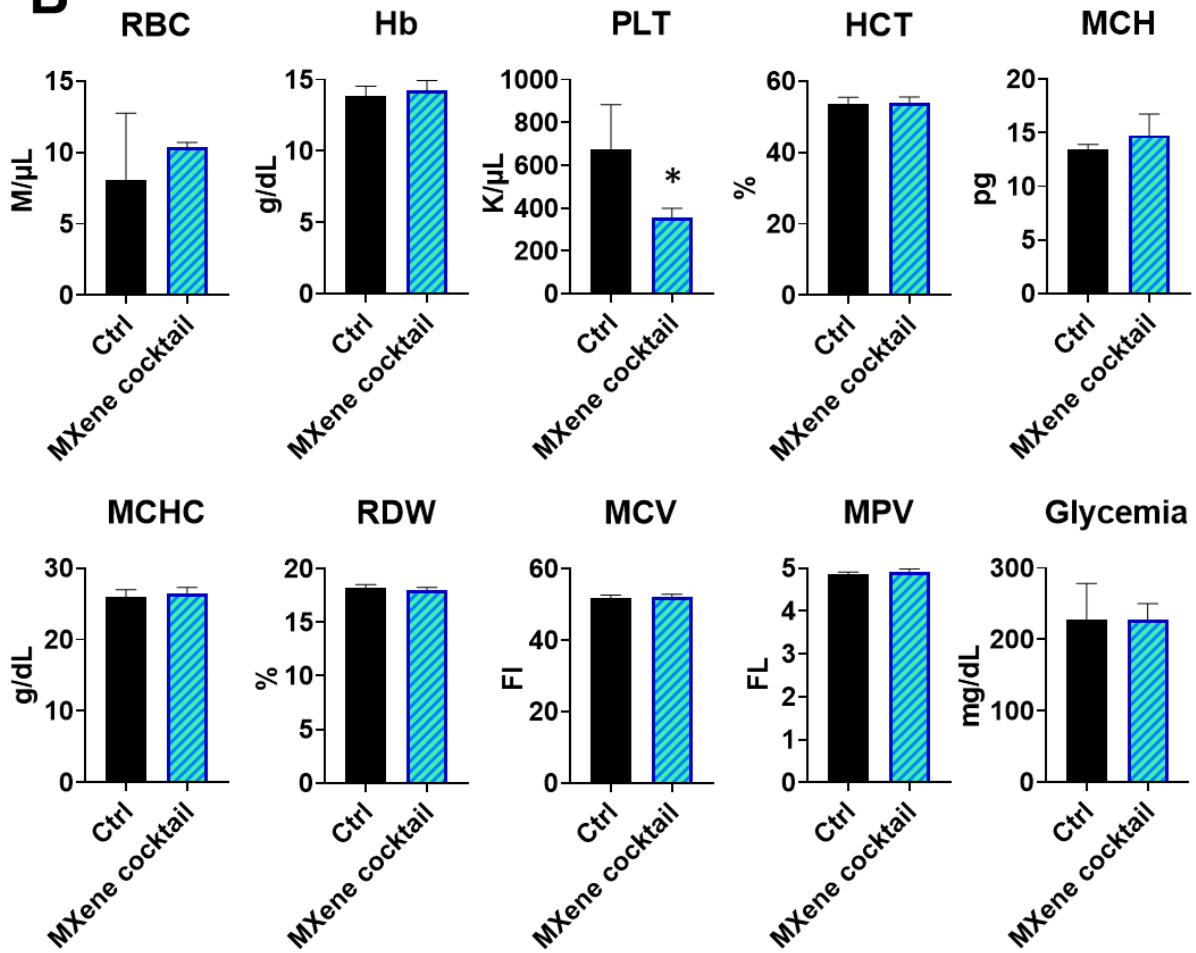 B
RBC Hb PLT HCT MCH
15 15 1000 60 20
800
15
10 10 600 40
M/µL g/dL K/µL * % pg 10
400
5 5 20
200 5
0 0 0 0 0
Ctrl Ctrl Ctrl Ctrl Ctrl
MXene cocktail MXene cocktail MXene cocktail MXene cocktail MXene cocktail
MCHC RDW MCV MPV Glycemia
30 20 60 5 300
15 4
20 40 200
3
g/dL % 10 Fl FL mg/dL
2
10 20 100
5 1
0 0 0 0 0
Ctrl Ctrl Ctrl Ctrl Ctrl
MXene cocktail MXene cocktail MXene cocktail MXene cocktail MXene cocktail